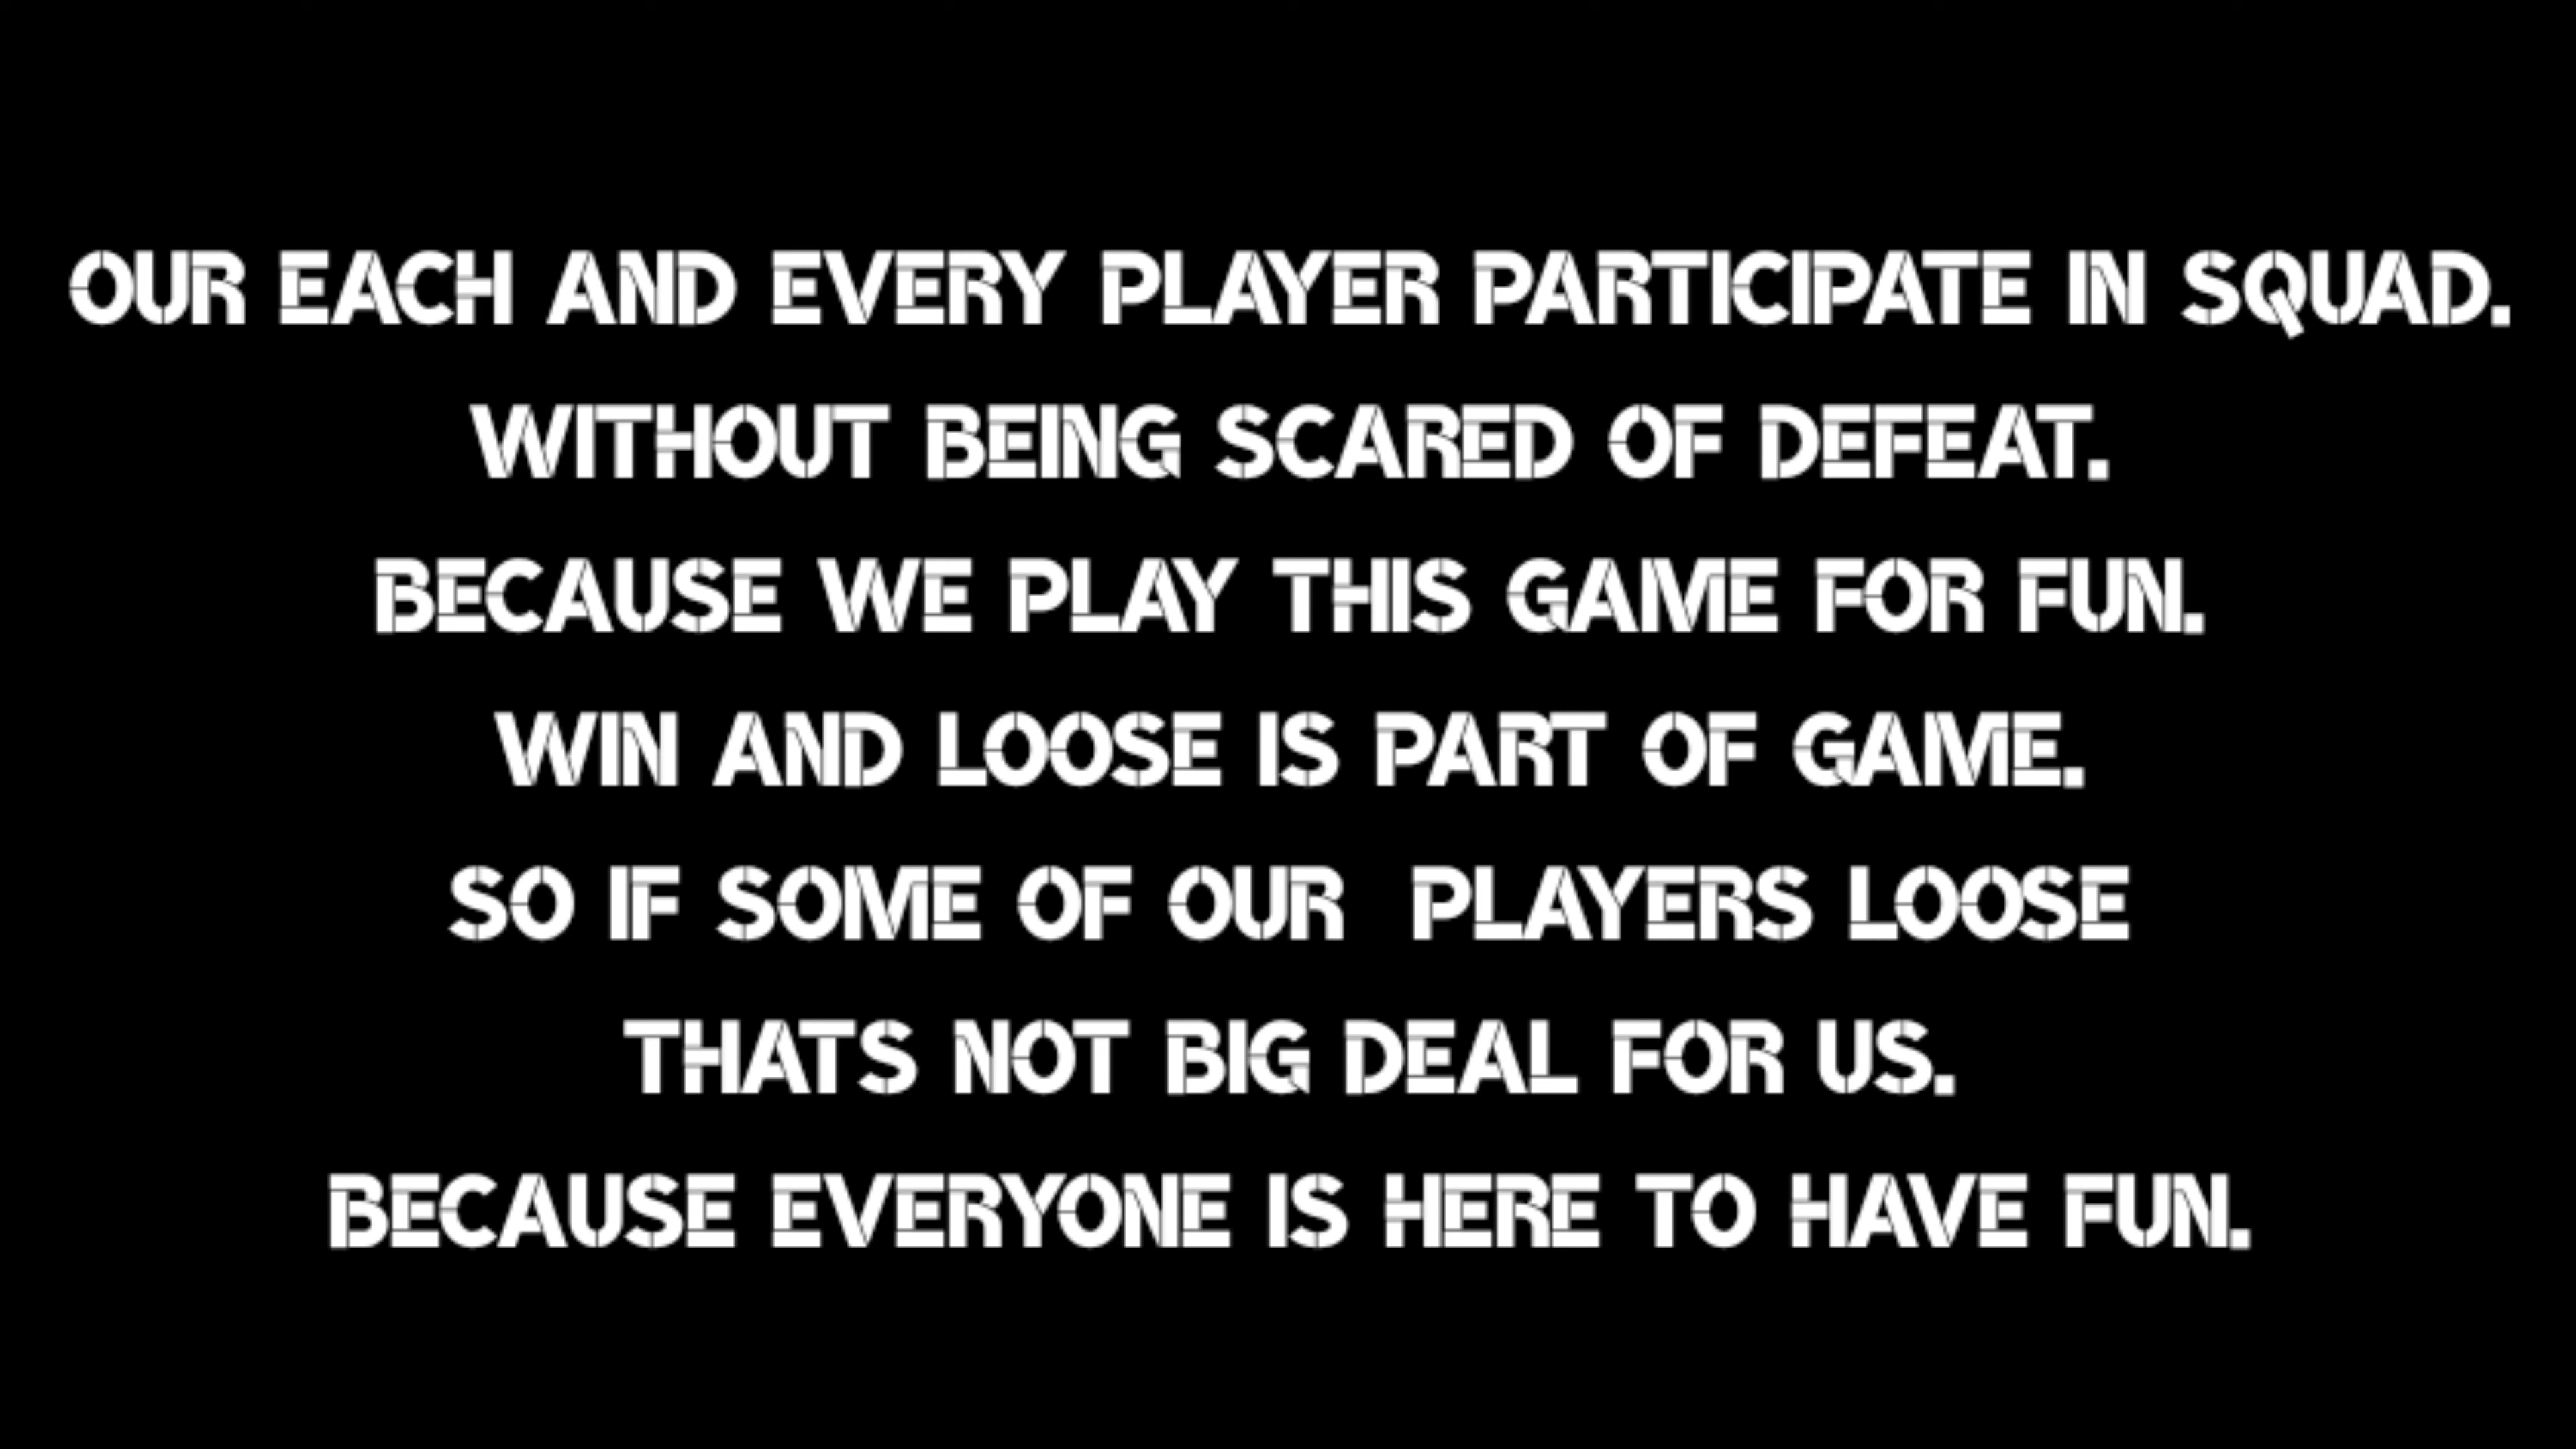 OUR EACH AND EVERY PLAYER PARTICIPATE IN SQUAD.
WITHOUT BEING SCARED OF DEFEAT.
BECAUSE WE PLAY THIS GAME FOR FUN.
WIN AND LOOSE IS PART OF GAME.
SO IF SOME OF OUR  PLAYERS LOOSE
THATS NOT BIG DEAL FOR US.
BECAUSE EVERYONE IS HERE TO HAVE FUN.